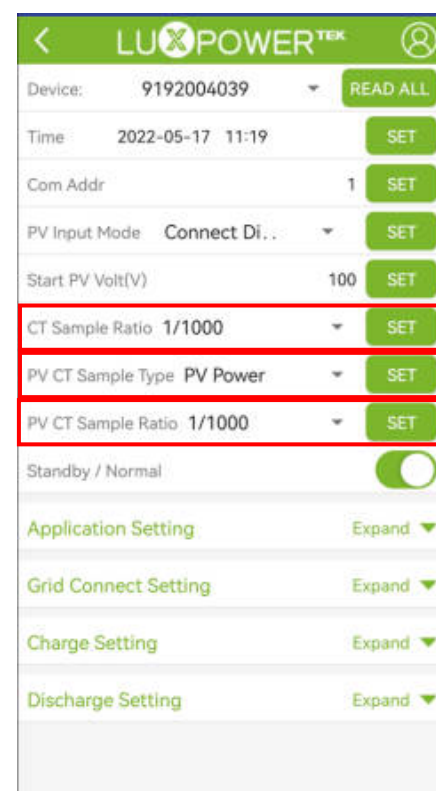 LUXPOWERTEK
Device: 9192004039 READ ALL
Time 2022-05-17 11:19 SET
Com Addr 1 SET
PV Input Mode Connect Di.. SET
Start PV Volt(V) 100 SET
CT Sample Ratio 1/1000 SET
PV CT Sample Type PV Power SET
PV CT Sample Ratio 1/1000 SET
Standby / Normal
Application Setting Expand
Grid Connect Setting Expand
Charge Setting Expand
Discharge Setting Expand